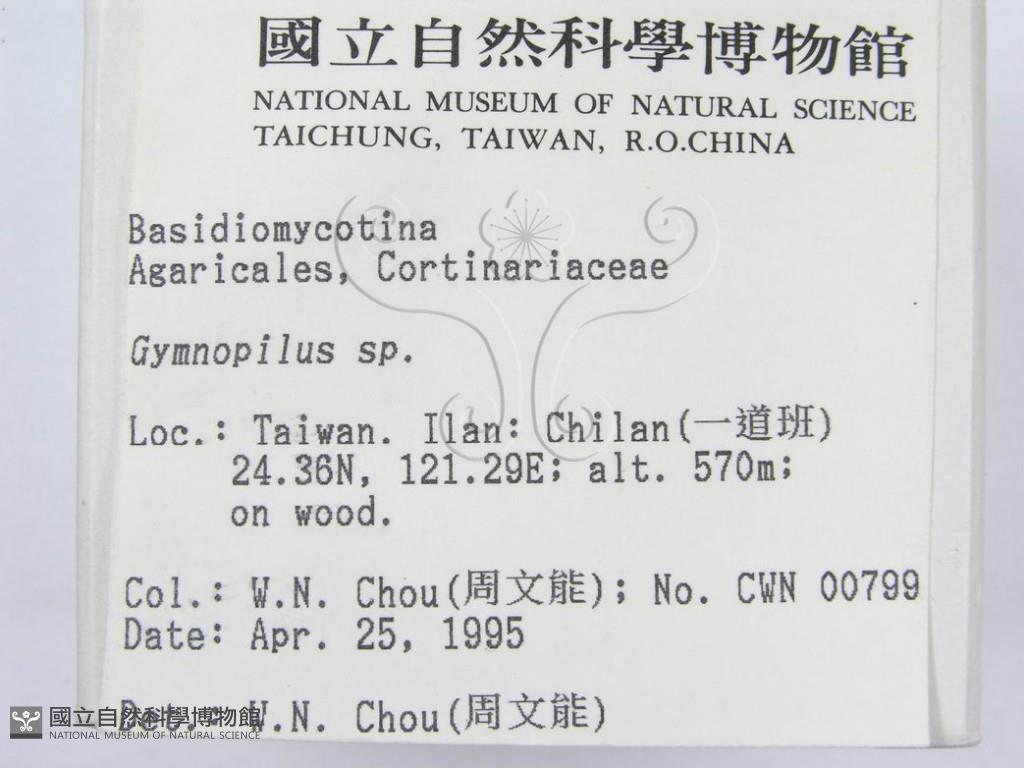 國立自然科學博物館
NATIONAL MUSEUM OF NATURAL SCIENCE
TAICHUNG, TAIWAN, R.O.CHINA
Basidiomycotina
Agaricales, Cortinariaceae
Gymnopilus sp.
Loc.: Taiwan. Ilan: Chilan(一道班)
24.36N, 121.29E; alt. 570m;
on wood.
Col.: W.N. Chou(周文能); No. CWN 00799
Date: Apr. 25, 1995
Det.: W.N. Chou(周文能)
國立自然科學博物館
NATIONAL MUSEUM OF NATURAL SCIENCE